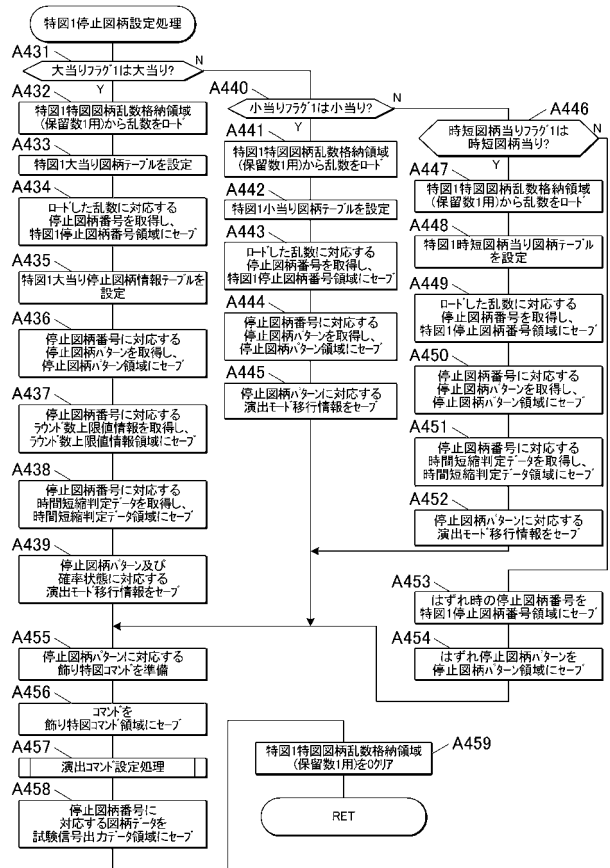 特図1停止図柄設定処理
A431
大当りフラグ1は大当り?
N
Y
A432
特図1特図図柄乱数格納領域
(保留数1用)から乱数をロード
A433
特図1大当り図柄テーブルを設定
A434
ロードした乱数に対応する
停止図柄番号を取得し、
特図1停止図柄番号領域にセーブ
A435
特図1大当り停止図柄情報テーブルを
設定
A436
停止図柄番号に対応する
停止図柄パターンを取得し、
停止図柄パターン領域にセーブ
A437
停止図柄番号に対応する
ラウンド数上限値情報を取得し、
ラウンド数上限値情報領域にセーブ
A438
停止図柄番号に対応する
時間短縮判定データを取得し、
時間短縮判定データ領域にセーブ
A439
停止図柄パターン及び
確率状態に対応する
演出モード移行情報をセーブ
A440
小当りフラグ1は小当り?
N
Y
A441
特図1特図図柄乱数格納領域
(保留数1用)から乱数をロード
A442
特図1小当り図柄テーブルを設定
A443
ロードした乱数に対応する
停止図柄番号を取得し、
特図1停止図柄番号領域にセーブ
A444
停止図柄番号に対応する
停止図柄パターンを取得し、
停止図柄パターン領域にセーブ
A445
停止図柄パターンに対応する
演出モード移行情報をセーブ
A446
時短図柄当りフラグ1は
時短図柄当り?
N
Y
A447
特図1特図図柄乱数格納領域
(保留数1用)から乱数をロード
A448
特図1時短図柄当り図柄テーブル
を設定
A449
ロードした乱数に対応する
停止図柄番号を取得し、
特図1停止図柄番号領域にセーブ
A450
停止図柄番号に対応する
停止図柄パターンを取得し、
停止図柄パターン領域にセーブ
A451
停止図柄番号に対応する
時間短縮判定データを取得し、
時間短縮判定データ領域にセーブ
A452
停止図柄パターンに対応する
演出モード移行情報をセーブ
A453
はずれ時の停止図柄番号を
特図1停止図柄番号領域にセーブ
A454
はずれ停止図柄パターンを
停止図柄パターン領域にセーブ
A455
停止図柄パターンに対応する
飾り特図コマンドを準備
A456
コマンドを
飾り特図コマンド領域にセーブ
A457
演出コマンド設定処理
A458
停止図柄番号に
対応する図柄データを
試験信号出力データ領域にセーブ
A459
特図1特図図柄乱数格納領域
(保留数1用)を0クリア
RET